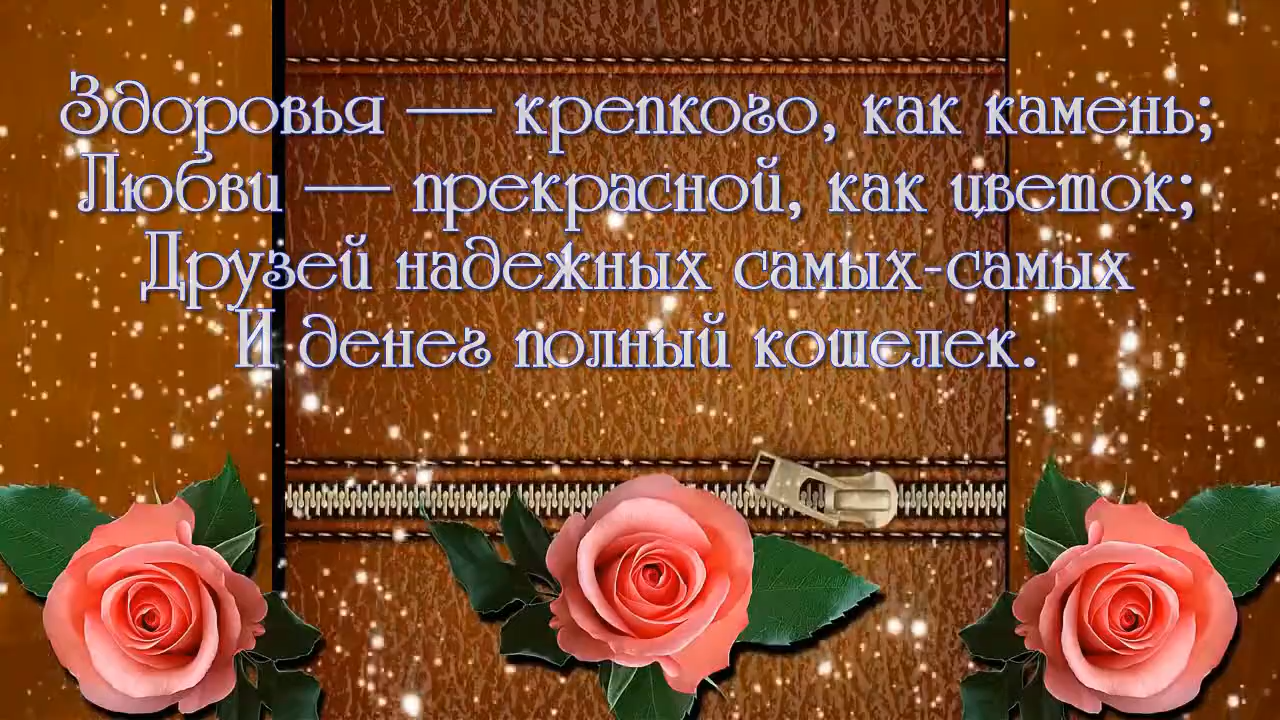 Здоровья — крепкого, как камень;
Любви — прекрасной, как цветок;
Друзей надежных самых-самых
И денег полный кошелек.